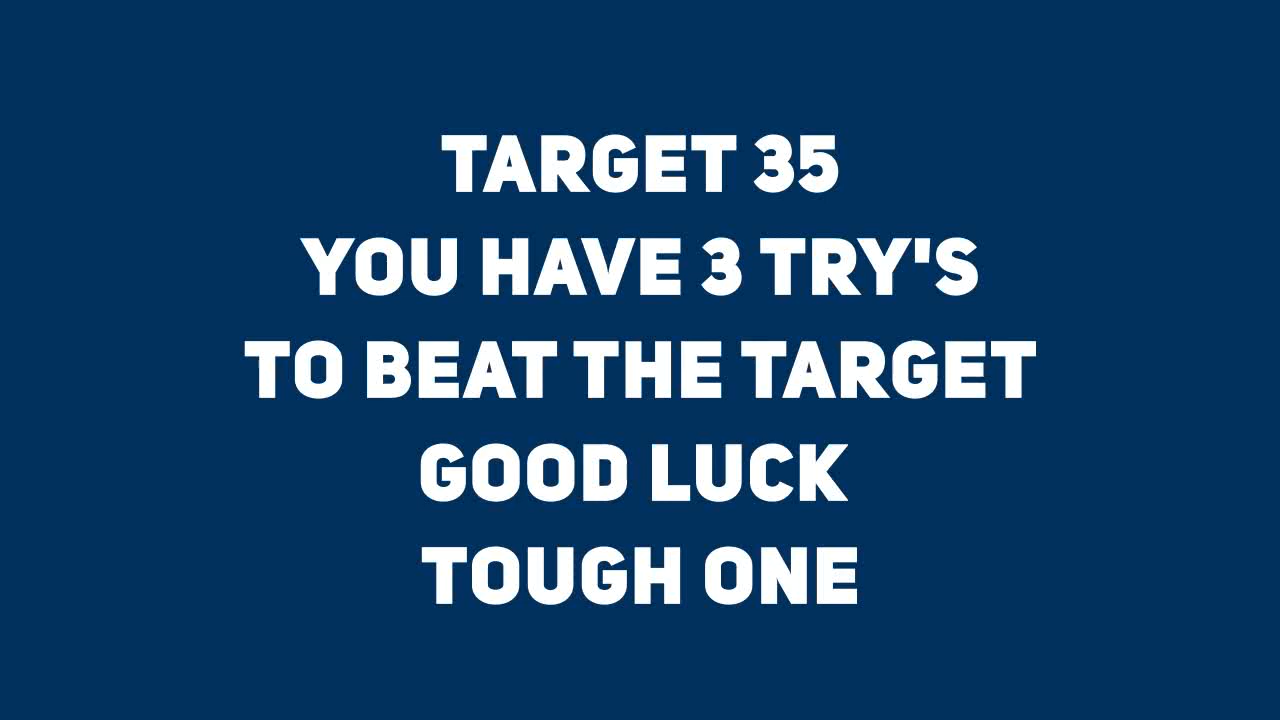 TARGET 35
YOU HAVE 3 TRY'S
TO BEAT THE TARGET
GOOD LUCK
TOUGH ONE